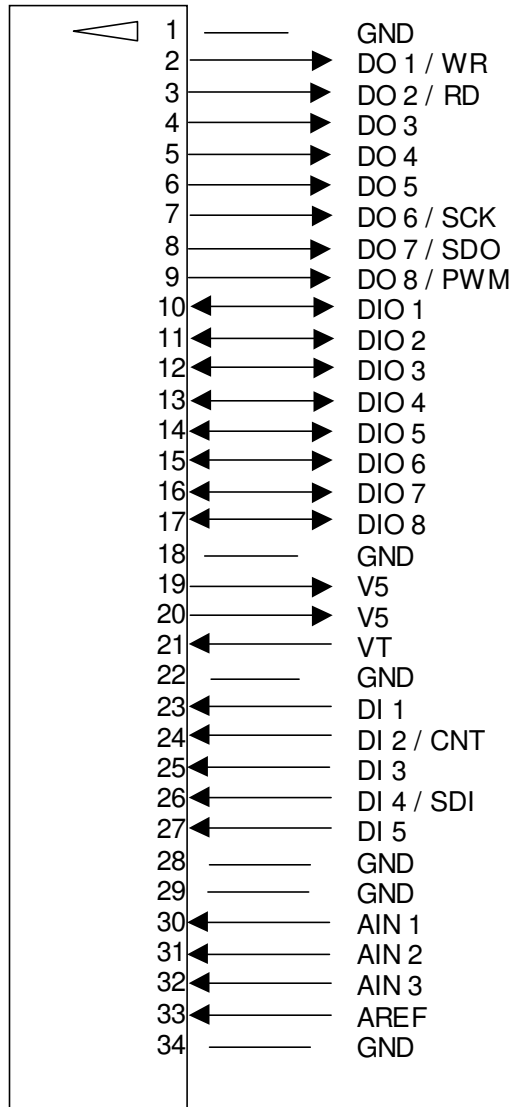 1 GND
2 DO 1 / WR
3 DO 2 / RD
4 DO 3
5 DO 4
6 DO 5
7 DO 6 / SCK
8 DO 7 / SDO
9 DO 8 / PWM
10 DIO 1
11 DIO 2
12 DIO 3
13 DIO 4
14 DIO 5
15 DIO 6
16 DIO 7
17 DIO 8
18 GND
19 V5
20 V5
21 VT
22 GND
23 DI 1
24 DI 2 / CNT
25 DI 3
26 DI 4 / SDI
27 DI 5
28 GND
29 GND
30 AIN 1
31 AIN 2
32 AIN 3
33 AREF
34 GND